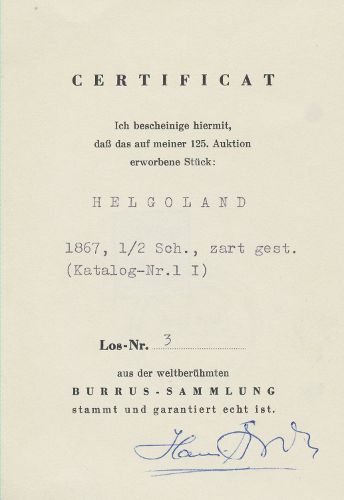 CERTIFICAT
Ich bescheinige hiermit,
daß das auf meiner 125. Auktion
erworbene Stück:
HELGOLAND
1867, 1/2 Sch., zart gest.
(Katalog-Nr.1 I)
Los-Nr. 3
aus der weltberühmten
BURRUS-SAMMLUNG
stammt und garantiert echt ist.